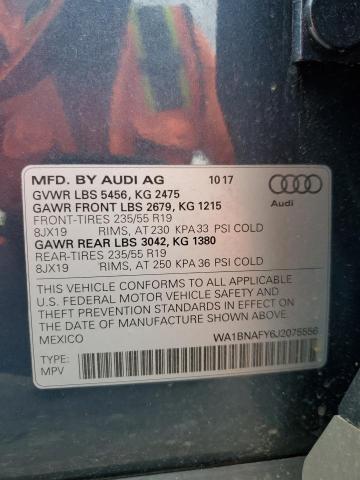 MFD. BY AUDI AG 10 17
GVWR LBS 5456, KG 2475
GAWR FRONT LBS 2679, KG 1215
FRONT-TIRES 235/55 R19
8JX19 RIMS, AT 230 KPA 33 PSI COLD
GAWR REAR LBS 3042, KG 1380
REAR-TIRES 235/55 R19
8JX19 RIMS, AT 250 KPA 36 PSI COLD
Audi
THIS VEHICLE CONFORMS TO ALL APPLICABLE
U.S. FEDERAL MOTOR VEHICLE SAFETY AND
THEFT PREVENTION STANDARDS IN EFFECT ON
THE DATE OF MANUFACTURE SHOWN ABOVE.
MEXICO WA1BNAFY6J2075556
TYPE:
MPV